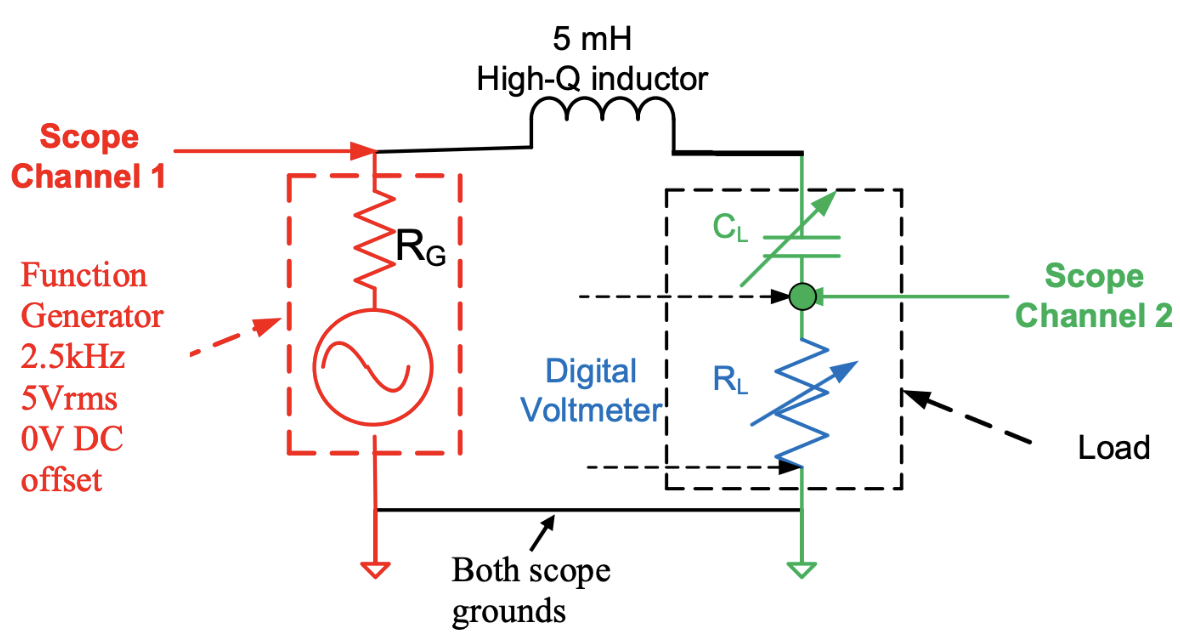 5 mH
High-Q inductor
Scope
Channel 1
RG
CL
Function
Generator
2.5kHz
5Vrms
0V DC
offset
Scope
Channel 2
Digital
Voltmeter
RL
Load
Both scope
grounds